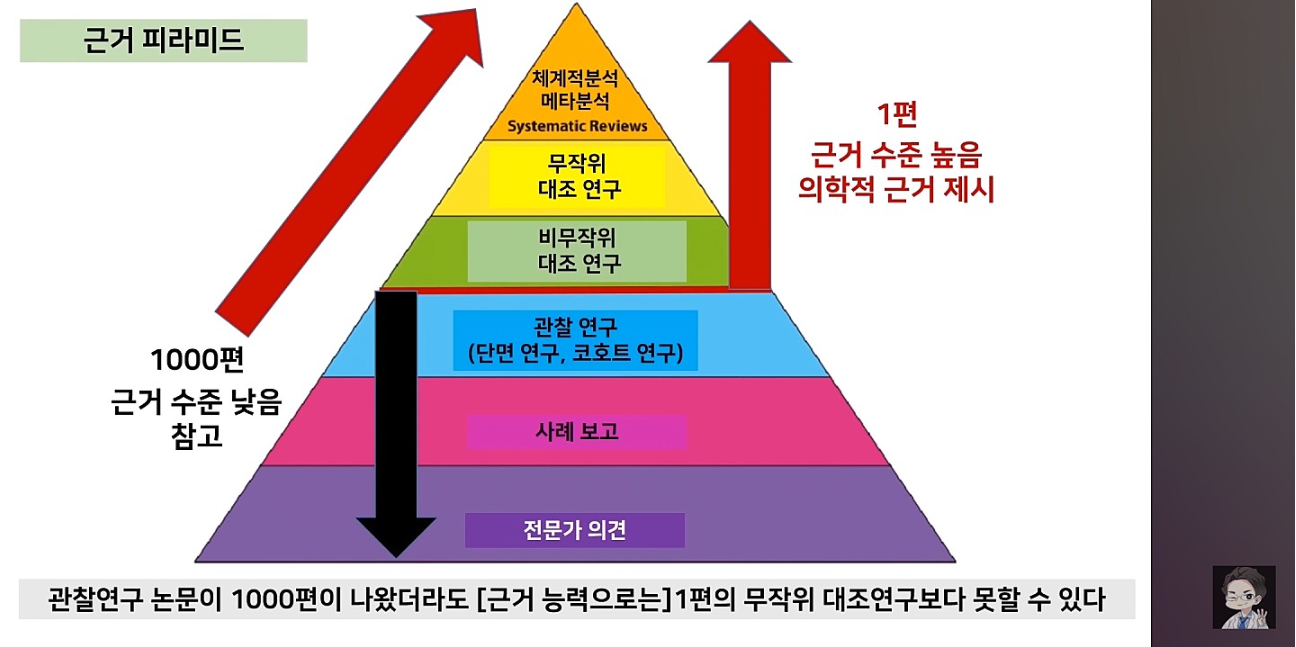 근거 피라미드
체계적분석
메타분석
Systematic Reviews
무작위
대조 연구
비무작위
대조 연구
관찰 연구
(단면 연구, 코호트 연구)
사례 보고
전문가 의견
1편
근거 수준 높음
의학적 근거 제시
1000편
근거 수준 낮음
참고
관찰연구 논문이 1000편이 나왔더라도 [근거 능력으로는]1편의 무작위 대조연구보다 못할 수 있다